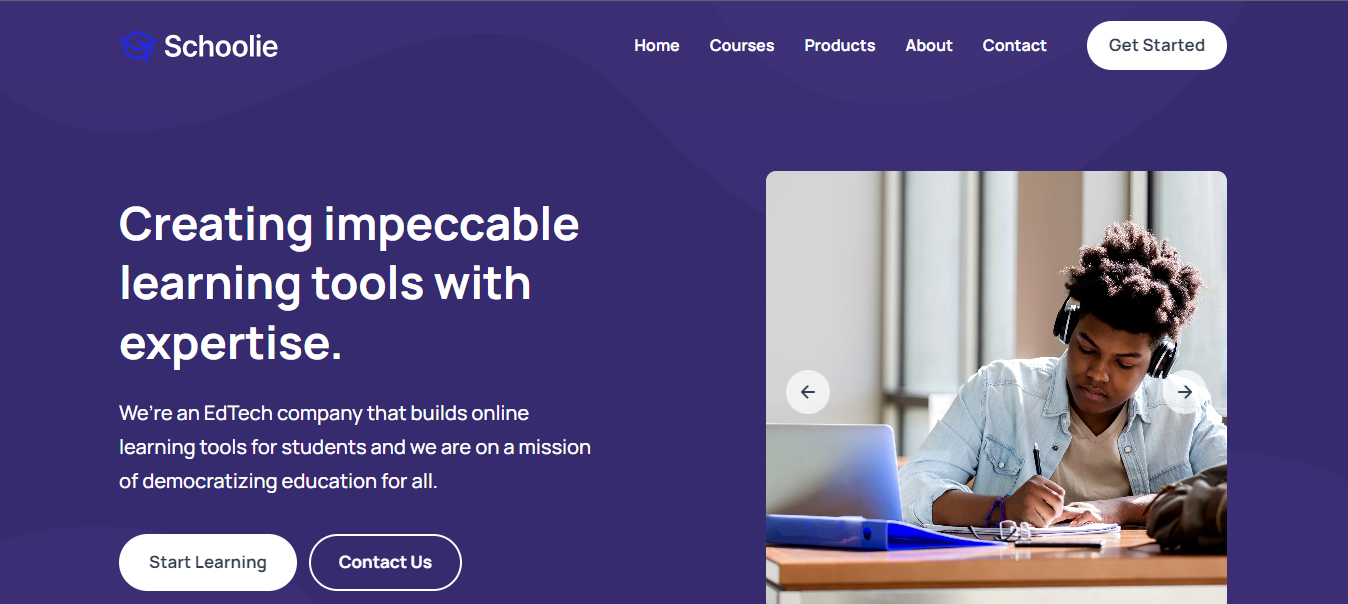 Schoolie
Home Courses Products About Contact Get Started
Creating impeccable
learning tools with
expertise.
We’re an EdTech company that builds online
learning tools for students and we are on a mission
of democratizing education for all.
Start Learning Contact Us